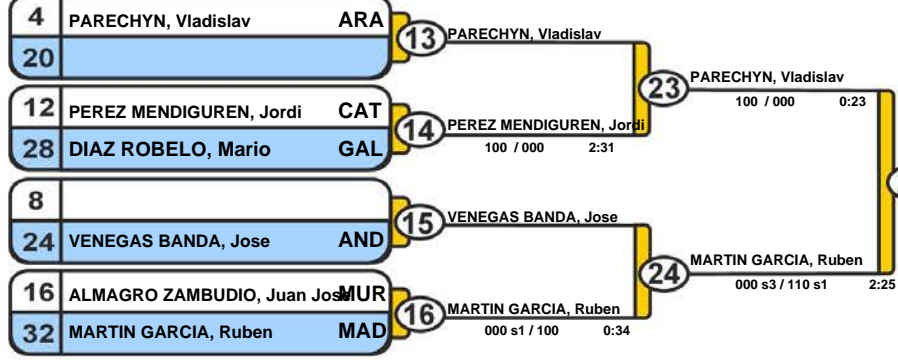 4 PARECHYN, Vladislav ARA
20
13 PARECHYN, Vladislav
12 PEREZ MENDIGUREN, Jordi CAT
28 DIAZ ROBELO, Mario GAL
14 PEREZ MENDIGUREN, Jordi
100 / 000 2:31
23 PARECHYN, Vladislav
100 / 000 0:23
8
24 VENEGAS BANDA, Jose AND
15 VENEGAS BANDA, Jose
16 ALMAGRO ZAMBUDIO, Juan Jose MUR
32 MARTIN GARCIA, Ruben MAD
16 MARTIN GARCIA, Ruben
000 s1 / 100 0:34
24 MARTIN GARCIA, Ruben
000 s3 / 110 s1 2:25